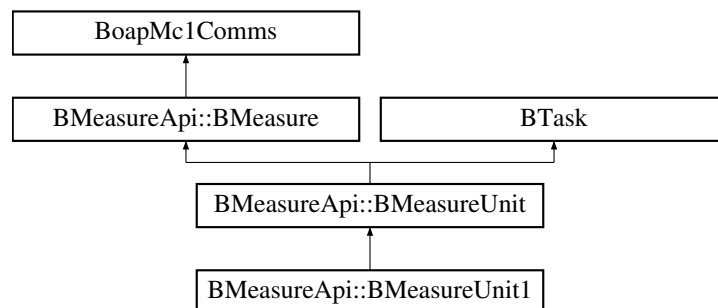 BoapMc1Comms
BMeasureApi::BMeasure
BTask
BMeasureApi::BMeasureUnit
BMeasureApi::BMeasureUnit1